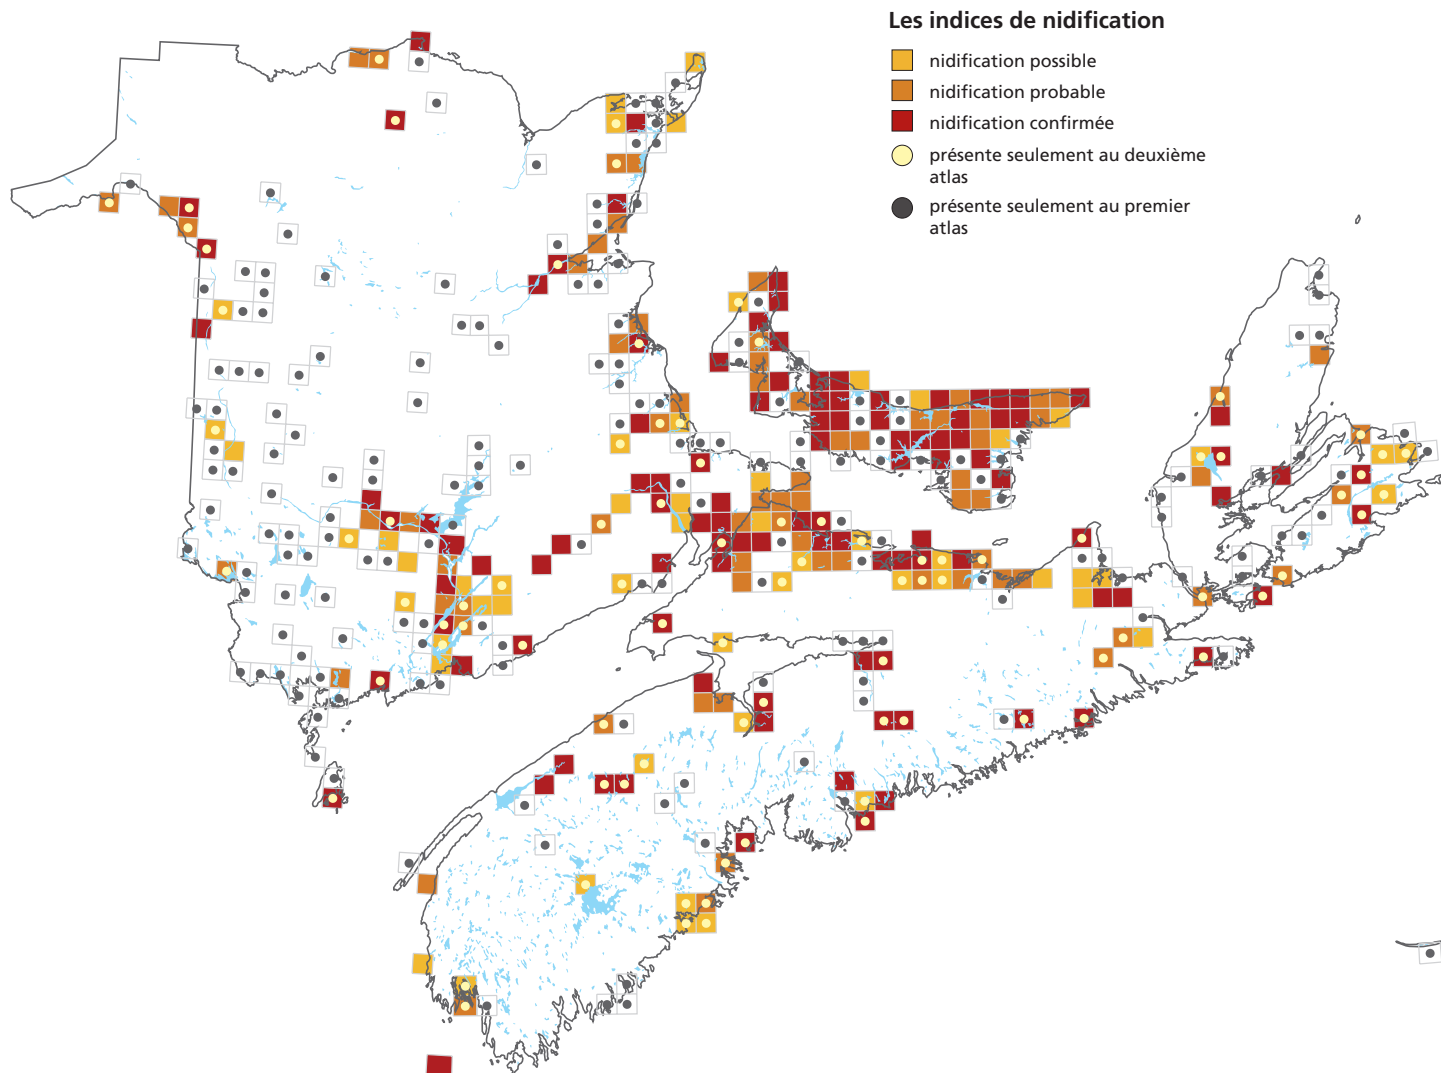 Les indices de nidification
nidification possible
nidification probable
nidification confirmée
présente seulement au deuxième
atlas
présente seulement au premier
atlas